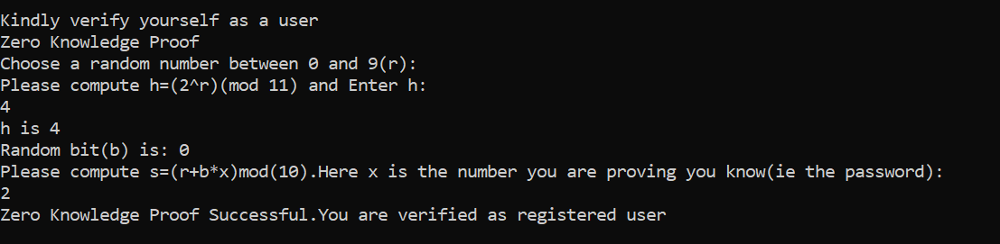 Kindly verify yourself as a user
Zero Knowledge Proof
Choose a random number between 0 and 9(r):
Please compute h=(2^r)(mod 11) and Enter h:
4
h is 4
Random bit(b) is: 0
Please compute s=(r+b*x)mod(10).Here x is the number you are proving you know(ie the password):
2
Zero Knowledge Proof Successful.You are verified as registered user